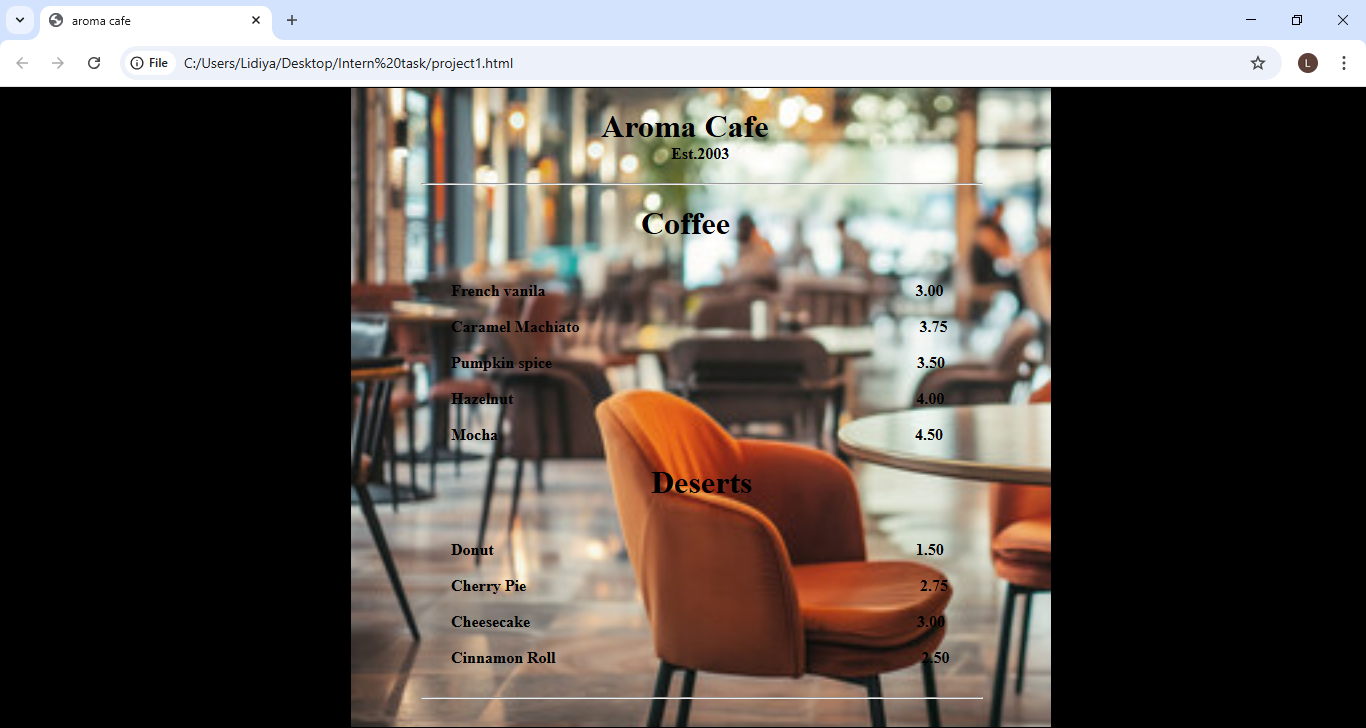 aroma cafe
File C:/Users/Lidiya/Desktop/Intern%20task/project1.html
L
Aroma Cafe
Est.2003
Coffee
French vanila 3.00
Caramel Machiato 3.75
Pumpkin spice 3.50
Hazelnut 4.00
Mocha 4.50
Deserts
Donut 1.50
Cherry Pie 2.75
Cheesecake 3.00
Cinnamon Roll 2.50